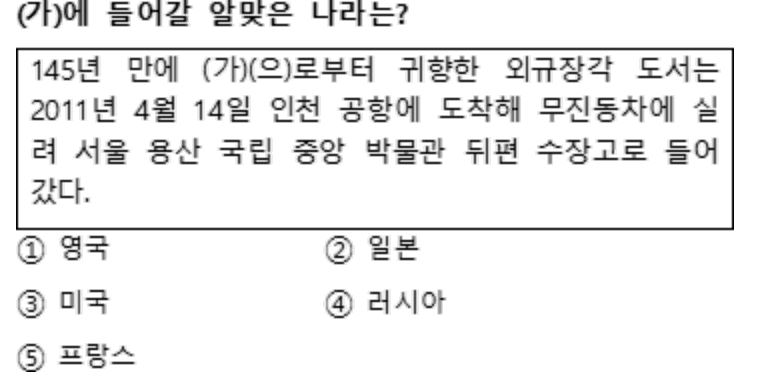 (가)에 들어갈 알맞은 나라는?
145년 만에 (가)(으)로부터 귀향한 외규장각 도서는
2011년 4월 14일 인천 공항에 도착해 무진동차에 실
려 서울 용산 국립 중앙 박물관 뒤편 수장고로 들어
갔다.
① 영국 ② 일본
③ 미국 ④ 러시아
⑤ 프랑스